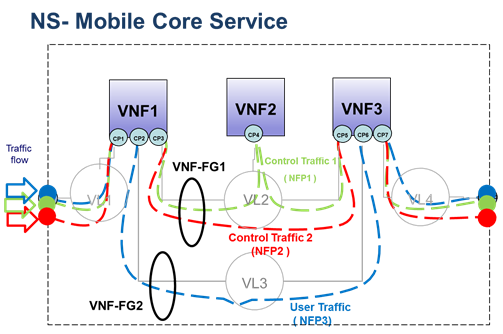 NS- Mobile Core Service
VNF1
VNF2
VNF3
CP1
CP2
CP3
CP4
CP5
CP6
CP7
Traffic
flow
VNF-FG1
Control Traffic 1
( NFP1 )
VL2
VL4
Control Traffic 2
(NFP2 )
VL3
VNF-FG2
User Traffic
( NFP3)